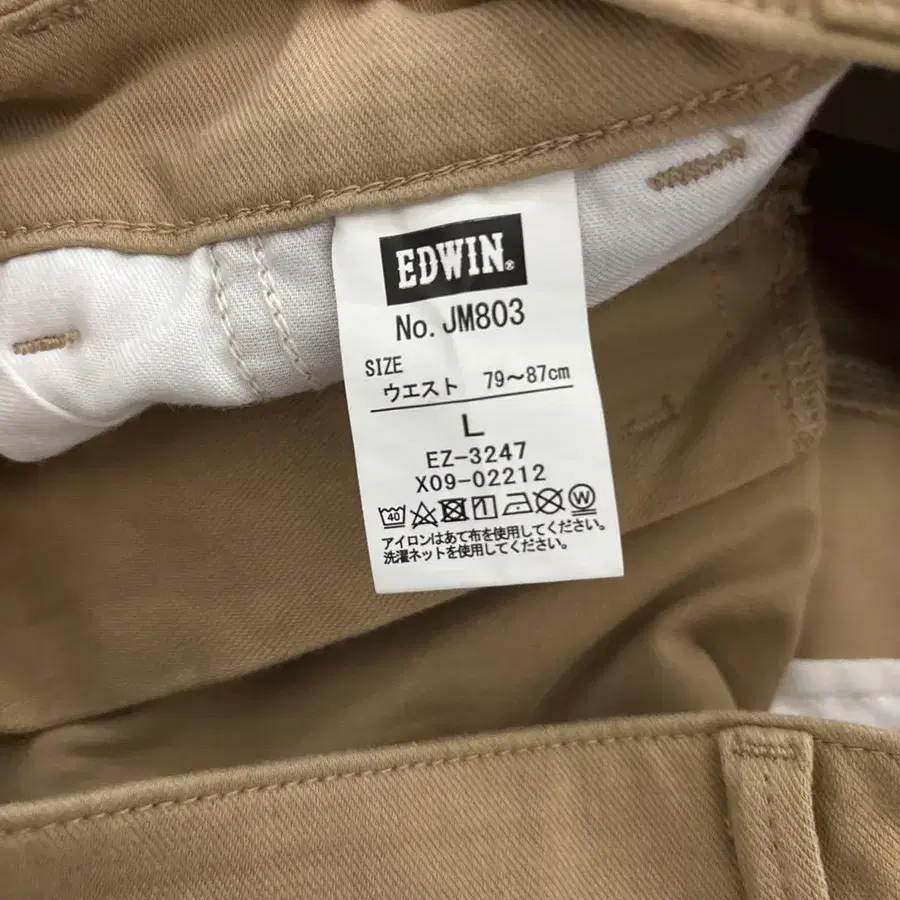 EDWIN®
No. JM803
SIZE
ウエスト 79～87cm
L
EZ-3247
X09-02212
40 W
アイロンはあて布を使用してください。
洗濯ネットを使用してください。